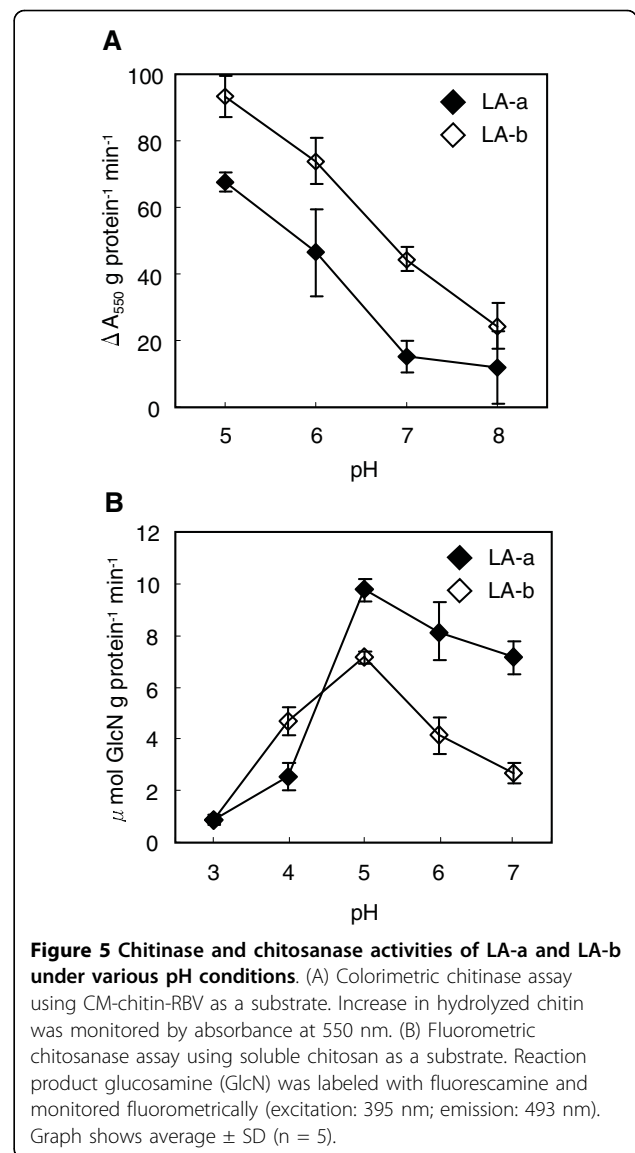 A
100
80
60
40
20
0
Δ A₅₅₀ g protein⁻¹ min⁻¹
LA-a
LA-b
5 6 7 8
pH
B
12
10
8
6
4
2
0
μ mol GlcN g protein⁻¹ min⁻¹
LA-a
LA-b
3 4 5 6 7
pH
Figure 5 Chitinase and chitosanase activities of LA-a and LA-b
under various pH conditions. (A) Colorimetric chitinase assay
using CM-chitin-RBV as a substrate. Increase in hydrolyzed chitin
was monitored by absorbance at 550 nm. (B) Fluorometric
chitosanase assay using soluble chitosan as a substrate. Reaction
product glucosamine (GlcN) was labeled with fluorescamine and
monitored fluorometrically (excitation: 395 nm; emission: 493 nm).
Graph shows average ± SD (n = 5).